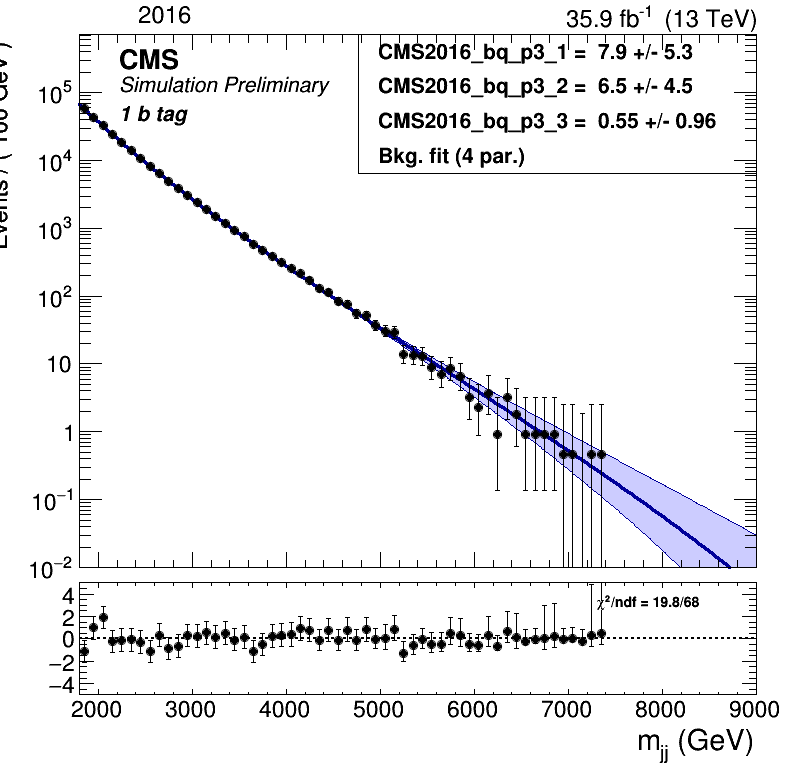 2016
35.9 fb⁻¹ (13 TeV)
CMS
Simulation Preliminary
1 b tag
CMS2016_bq_p3_1 = 7.9 +/- 5.3
CMS2016_bq_p3_2 = 6.5 +/- 4.5
CMS2016_bq_p3_3 = 0.55 +/- 0.96
Bkg. fit (4 par.)
10⁵
10⁴
10³
10²
10
1
10⁻¹
10⁻²
χ²/ndf = 19.8/68
4
2
0
−2
−4
2000 3000 4000 5000 6000 7000 8000 9000
m_jj (GeV)